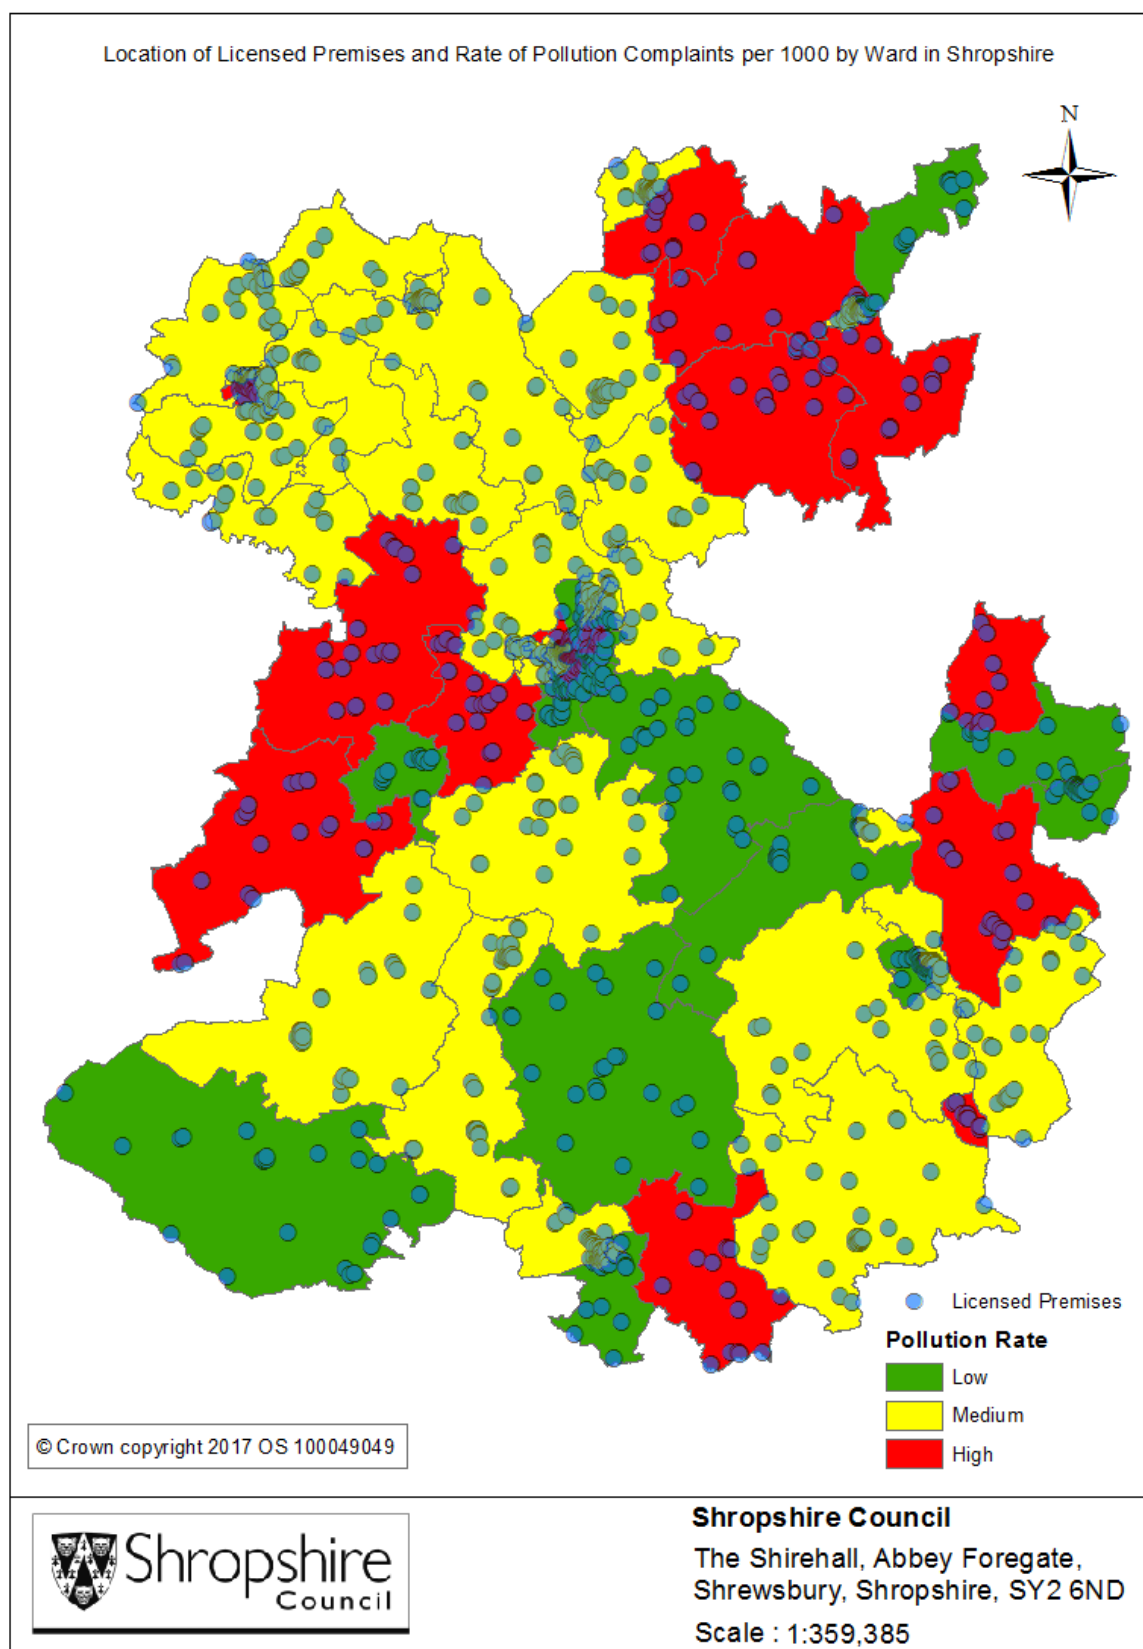 Location of Licensed Premises and Rate of Pollution Complaints per 1000 by Ward in Shropshire
N
Licensed Premises
Pollution Rate
Low
Medium
High
© Crown copyright 2017 OS 100049049
Shropshire
Council
Shropshire Council
The Shirehall, Abbey Foregate,
Shrewsbury, Shropshire, SY2 6ND
Scale : 1:359,385